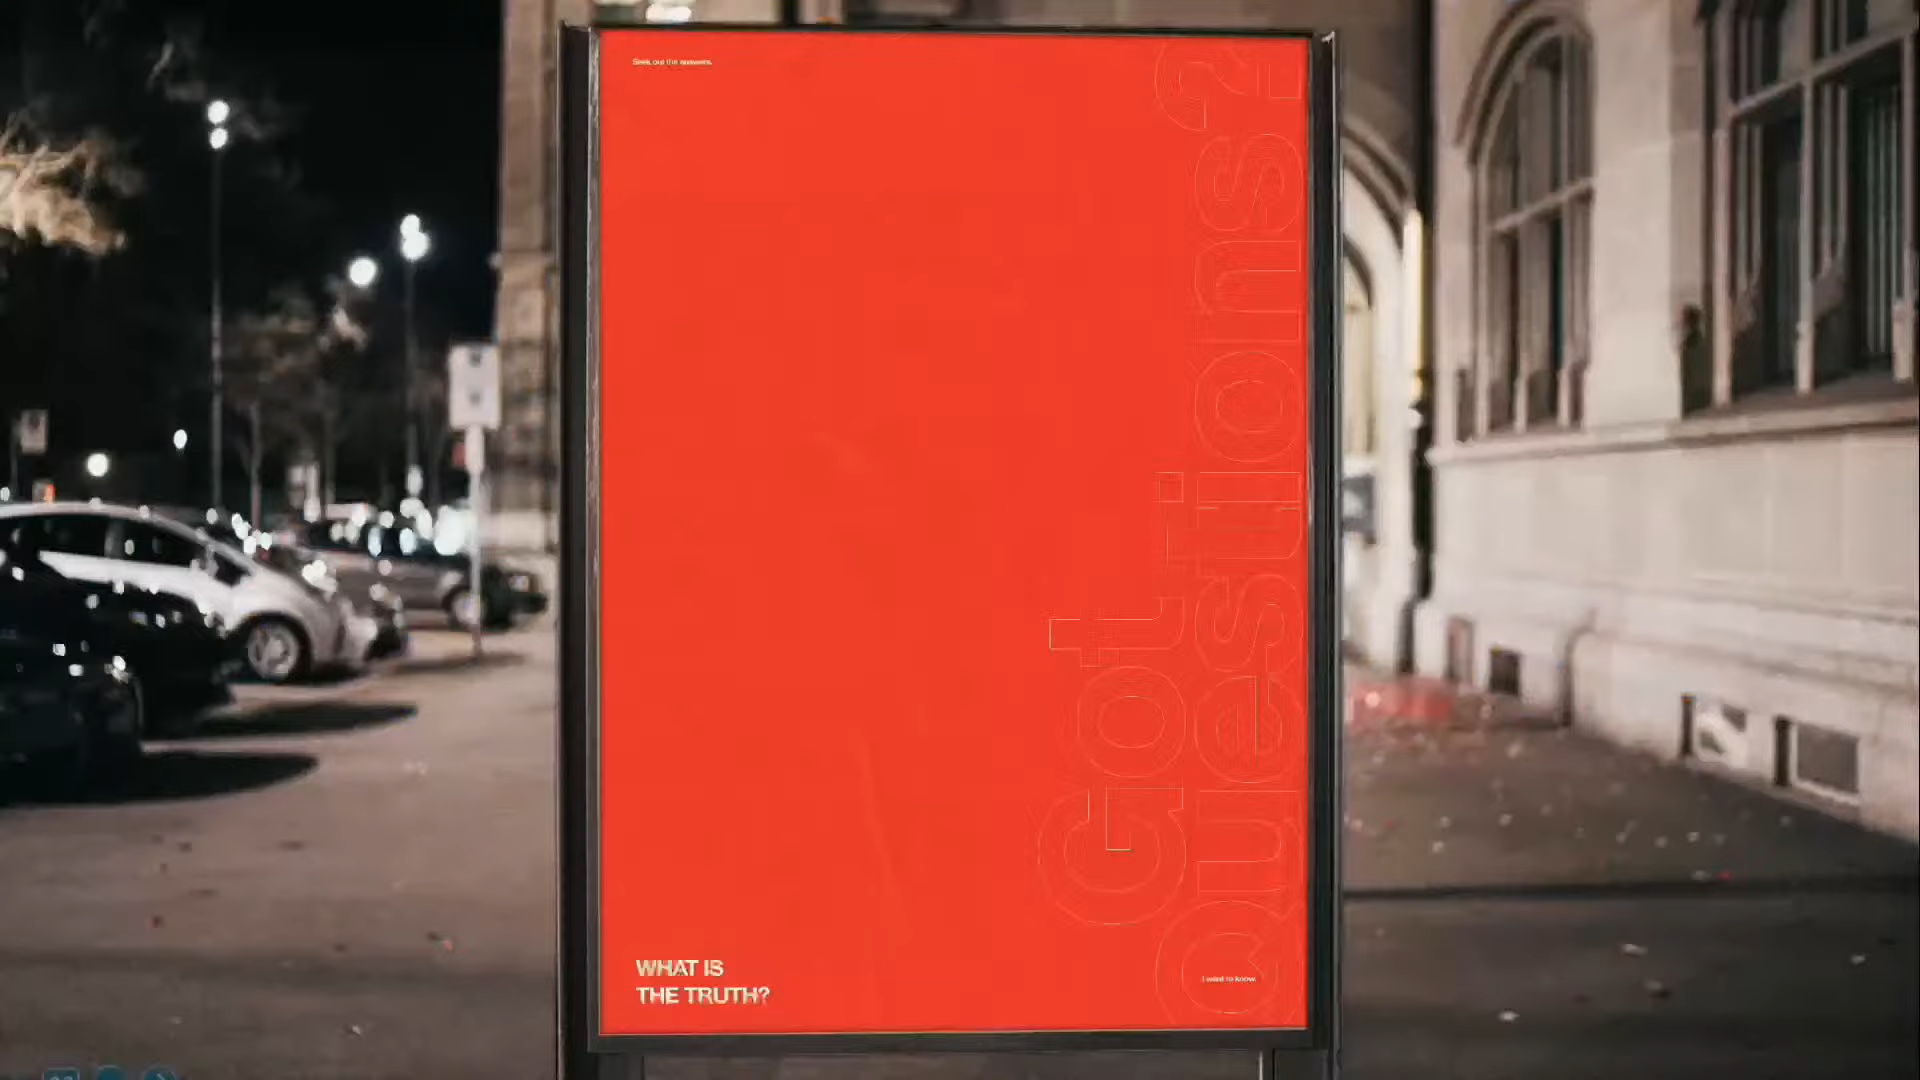 Seek out the answers.
Got
Questions?
WHAT IS
THE TRUTH?
I want to know.